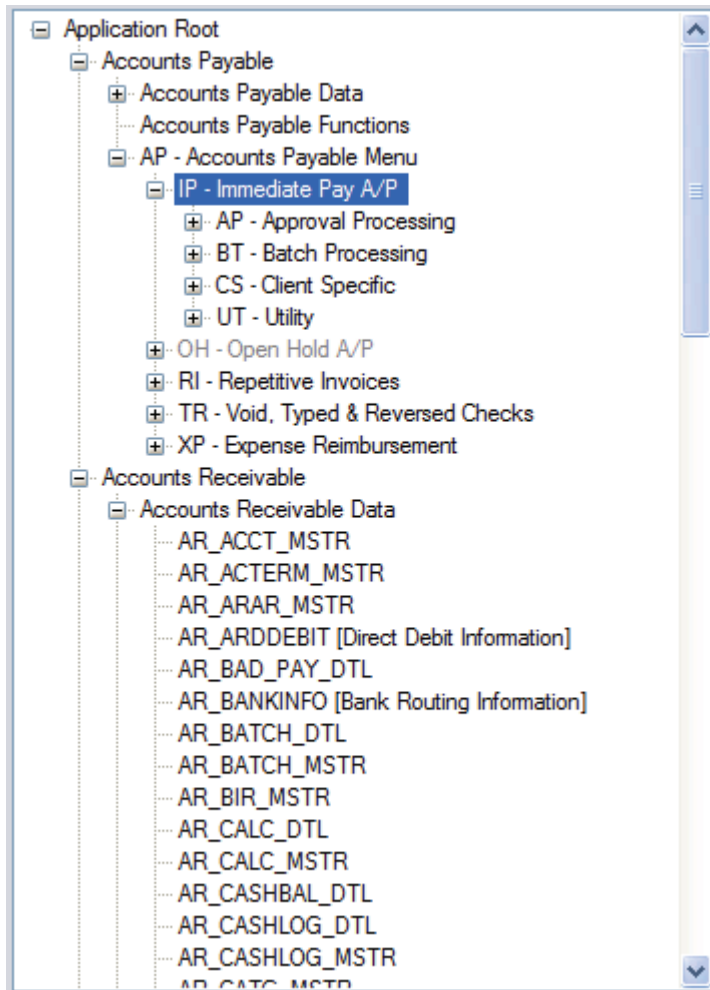 Application Root
Accounts Payable
Accounts Payable Data
Accounts Payable Functions
AP - Accounts Payable Menu
IP - Immediate Pay A/P
AP - Approval Processing
BT - Batch Processing
CS - Client Specific
UT - Utility
OH - Open Hold A/P
RI - Repetitive Invoices
TR - Void, Typed & Reversed Checks
XP - Expense Reimbursement
Accounts Receivable
Accounts Receivable Data
AR_ACCT_MSTR
AR_ACTERM_MSTR
AR_ARAR_MSTR
AR_ARDDEBIT [Direct Debit Information]
AR_BAD_PAY_DTL
AR_BANKINFO [Bank Routing Information]
AR_BATCH_DTL
AR_BATCH_MSTR
AR_BIR_MSTR
AR_CALC_DTL
AR_CALC_MSTR
AR_CASHBAL_DTL
AR_CASHLOG_DTL
AR_CASHLOG_MSTR